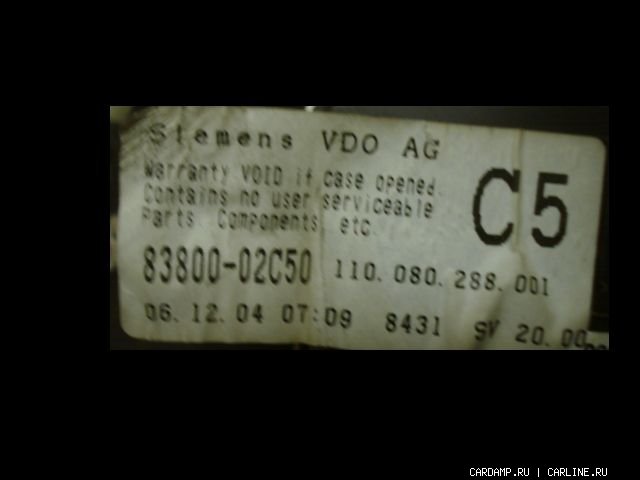 Siemens VDO AG
Warranty VOID if case opened.
Contains no user serviceable
Parts. Components, etc.
C5
83800-02C50 110.080.288.001
06.12.04 07:09 8431 SV 20.00
CARDAMP.RU | CARLINE.RU